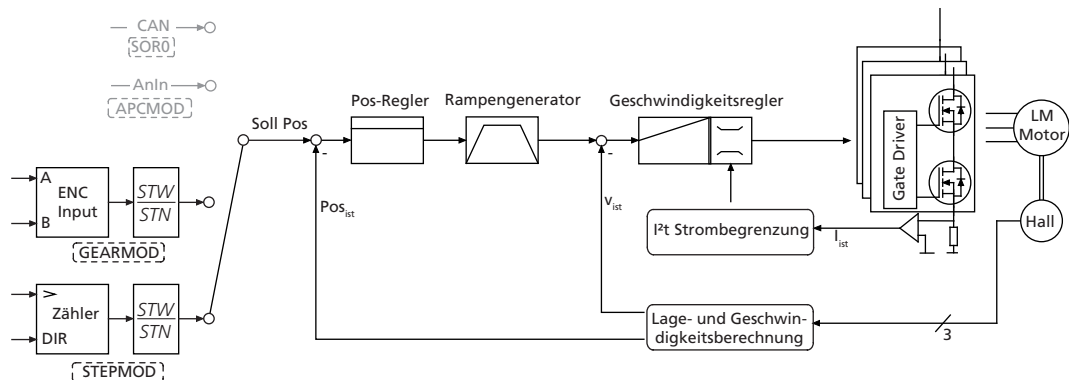 CAN
SOR0
AnIn
APCMOD
Soll Pos
Pos-Regler
Rampengenerator
Geschwindigkeitsregler
-
-
Gate Driver
LM
Motor
Hall
A
B
ENC
Input
STW
STN
GEARMOD
Pos ist
v ist
I²t Strombegrenzung
I ist
Zähler
DIR
STW
STN
STEPMOD
Lage- und Geschwin-
digkeitsberechnung
3